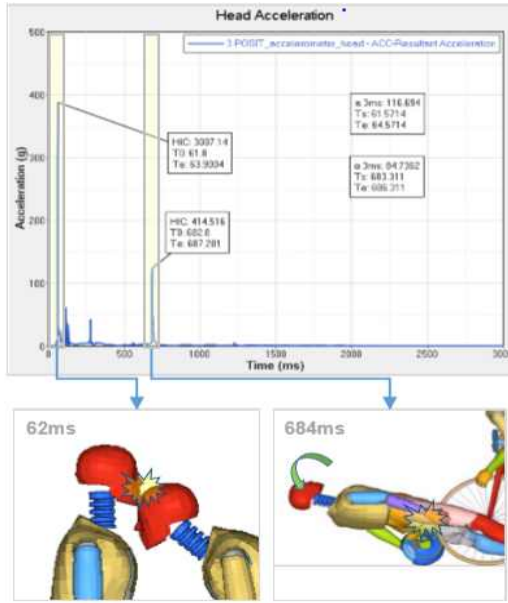 Head Acceleration
500
400
300
200
100
0
Acceleration (g)
3 POSIT_accelerometer_head - ACC-Resultant Acceleration
HIC: 3007.14
T0: 61.8
Te: 63.9994
HIC: 414.516
T0: 682.8
Te: 687.281
a 3ms: 116.694
Ts: 61.5714
Te: 64.5714
a 3ms: 84.7362
Ts: 683.311
Te: 686.311
0 500 1000 1500 2000 2500 3000
Time (ms)
62ms
684ms